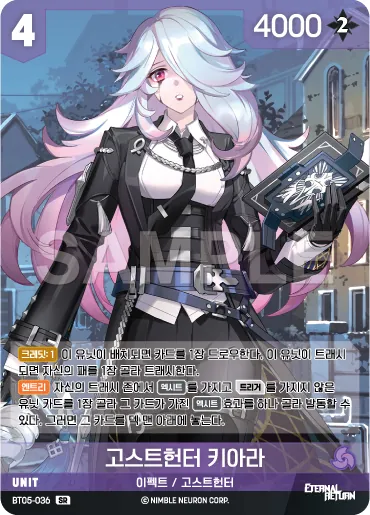 4
4000 2
SAMPLE
크레딧: 1 이 유닛이 배치되면 카드를 1장 드로우한다. 이 유닛이 트래시
되면 자신의 패를 1장 골라 트래시한다.
엔트리 자신의 트래시 존에서 엑시트 를 가지고 트리거 를 가지지 않은
유닛 카드를 1장 골라 그 카드가 가진 엑시트 효과를 하나 골라 발동할 수
있다. 그러면 그 카드를 덱 맨 아래에 놓는다.
고스트헌터 키아라
UNIT
이팩트 / 고스트헌터
BT05-036 SR
© NIMBLE NEURON CORP.
ETERNAL RETURN